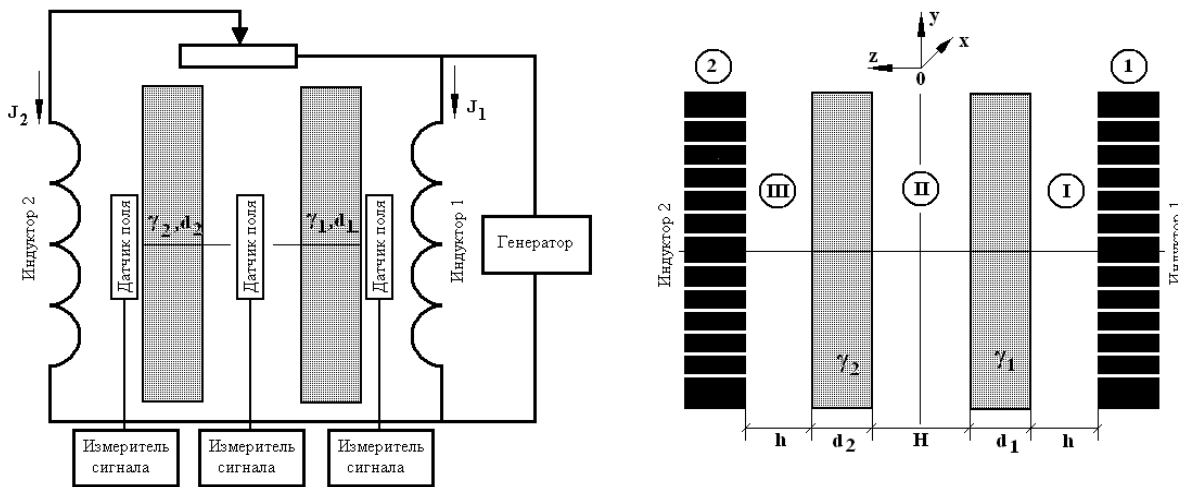 J2
J1
Индуктор 2
Датчик поля
γ2,d2
Датчик поля
γ1,d1
Датчик поля
Индуктор 1
Генератор
Измеритель
сигнала
Измеритель
сигнала
Измеритель
сигнала
y
x
z
0
2
1
III
II
I
Индуктор 2
Индуктор 1
γ2
γ1
h
d2
H
d1
h